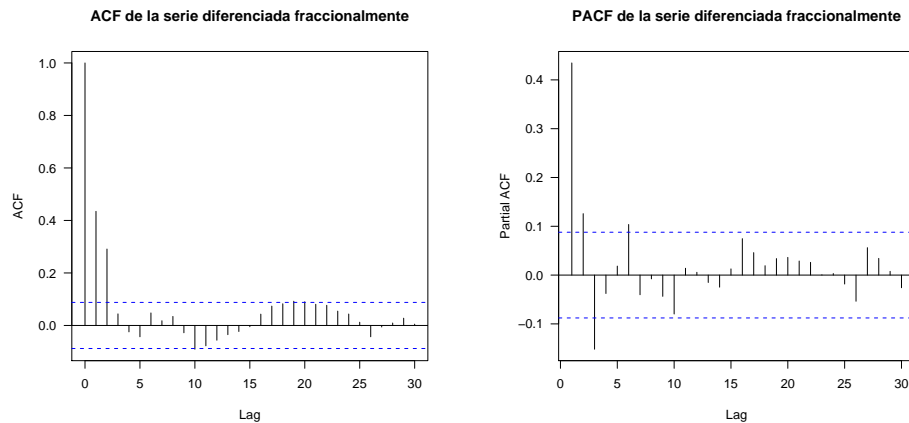 ACF de la serie diferenciada fraccionalmente
1.0
0.8
0.6
0.4
0.2
0.0
ACF
0 5 10 15 20 25 30
Lag
PACF de la serie diferenciada fraccionalmente
0.4
0.3
0.2
0.1
0.0
−0.1
Partial ACF
0 5 10 15 20 25 30
Lag